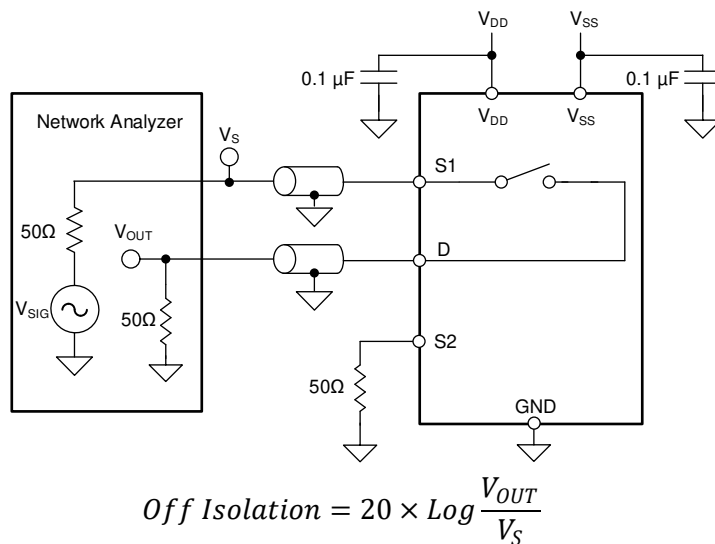 V_DD
V_SS
0.1 µF
0.1 µF
Network Analyzer
V_DD
V_SS
V_S
S1
50Ω
V_OUT
D
V_SIG
50Ω
S2
50Ω
GND
Off Isolation = 20 × Log V_OUT / V_S